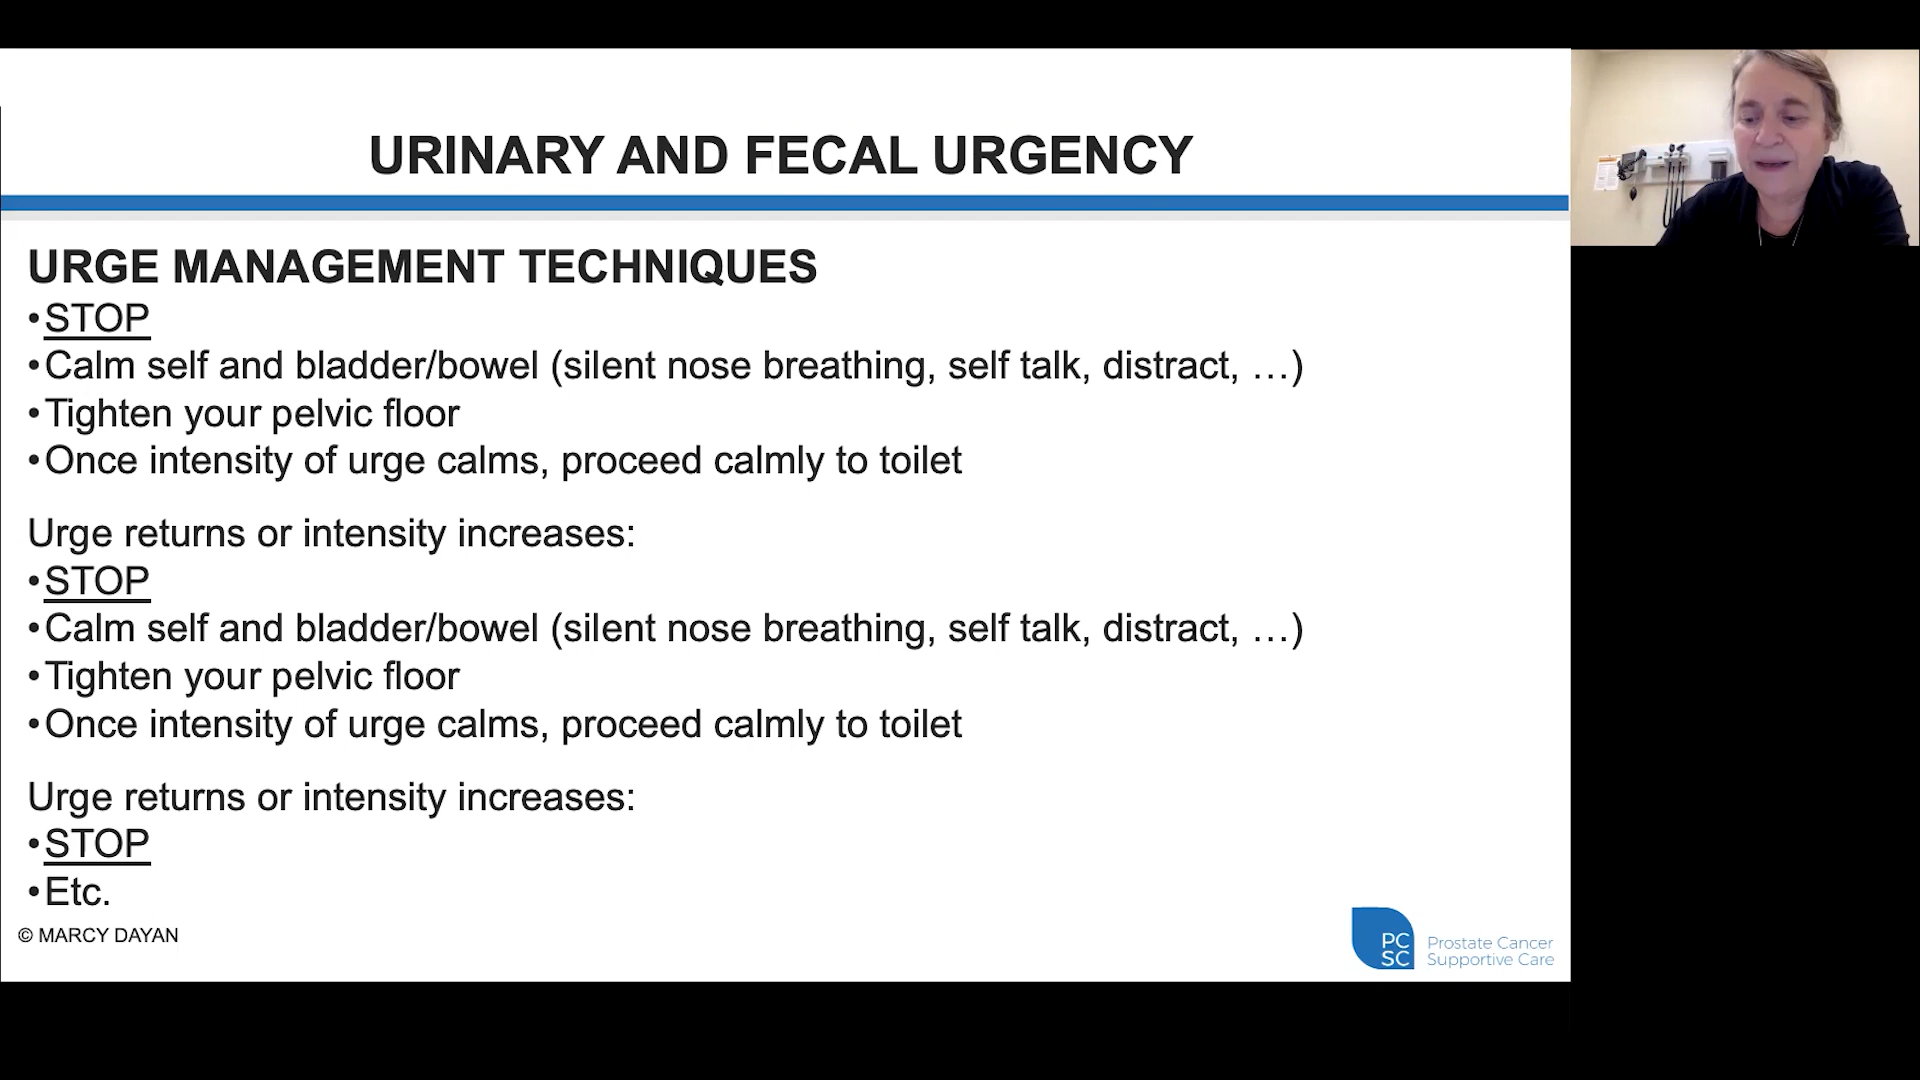 URINARY AND FECAL URGENCY
URGE MANAGEMENT TECHNIQUES
•STOP
•Calm self and bladder/bowel (silent nose breathing, self talk, distract, …)
•Tighten your pelvic floor
•Once intensity of urge calms, proceed calmly to toilet
Urge returns or intensity increases:
•STOP
•Calm self and bladder/bowel (silent nose breathing, self talk, distract, …)
•Tighten your pelvic floor
•Once intensity of urge calms, proceed calmly to toilet
Urge returns or intensity increases:
•STOP
•Etc.
© MARCY DAYAN
PC
SC
Prostate Cancer
Supportive Care